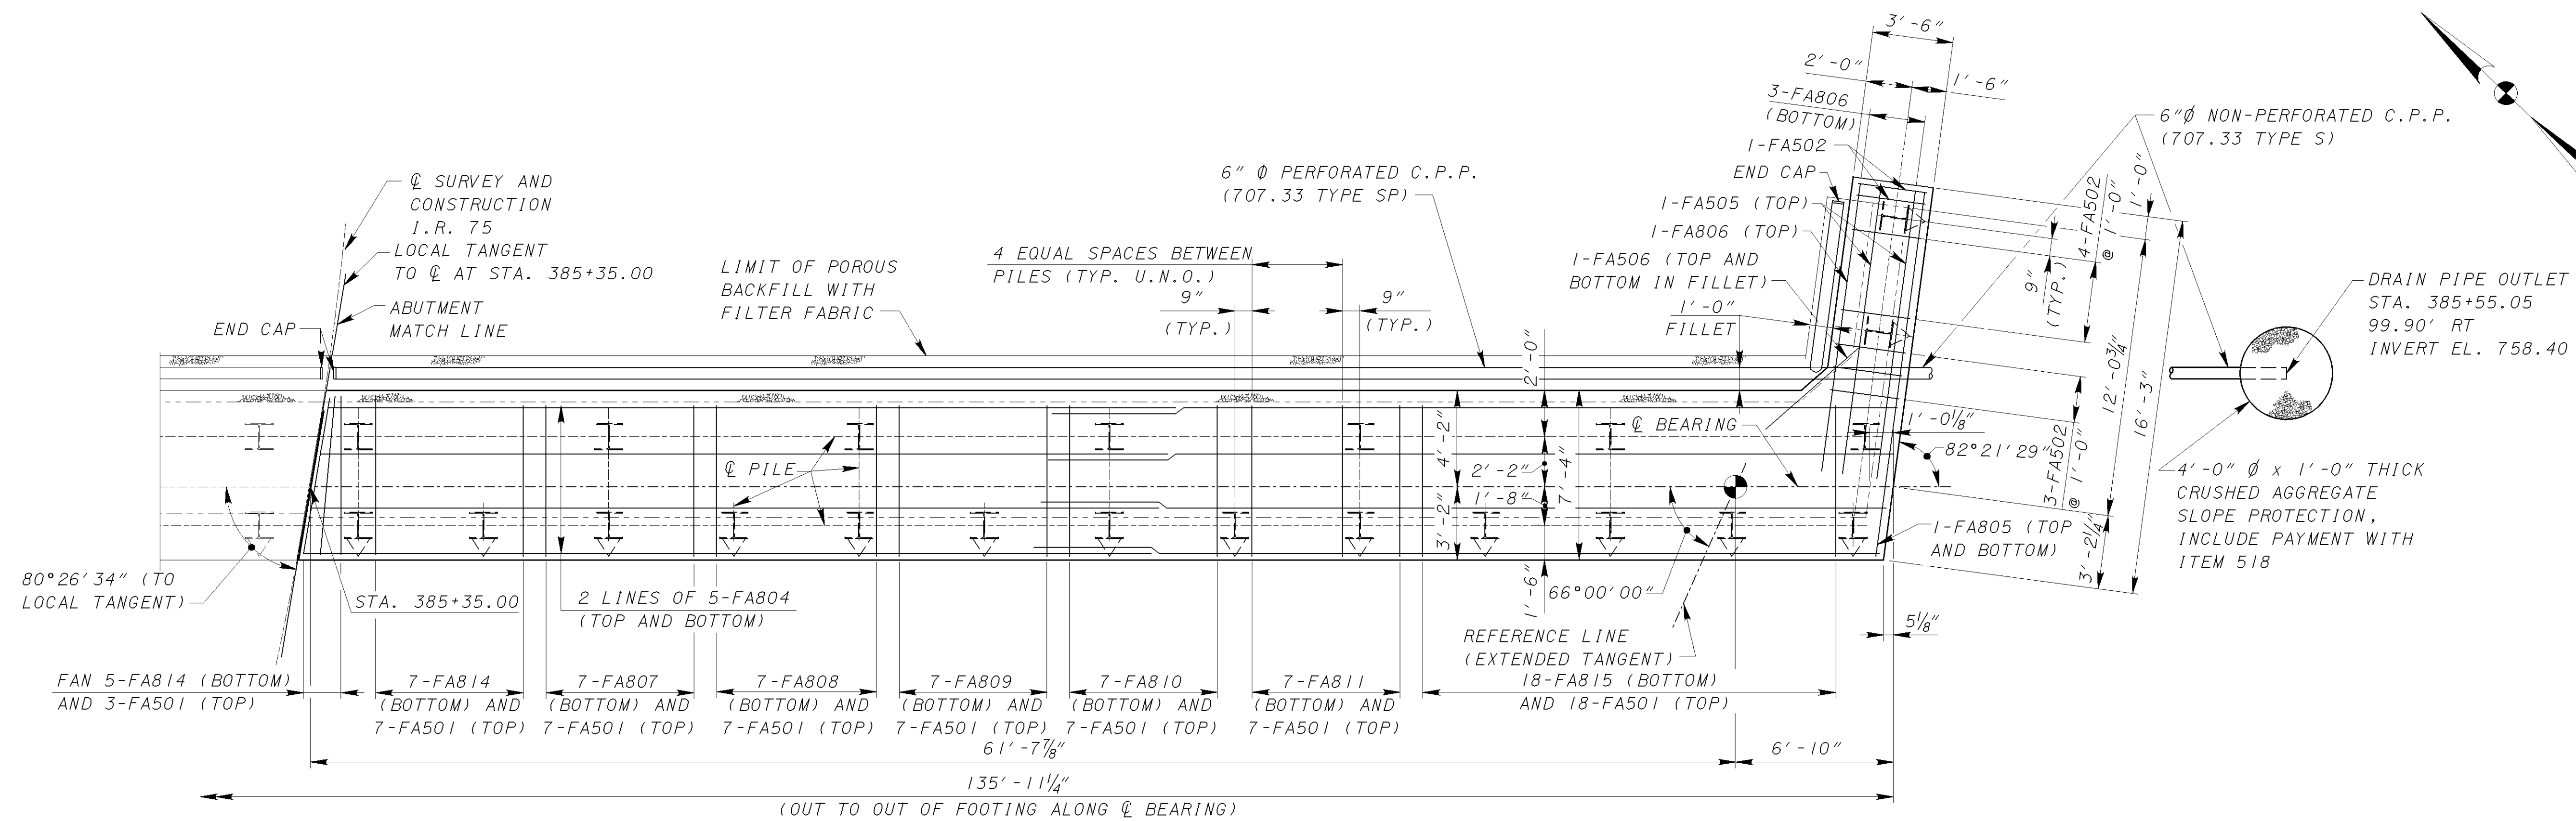 3'-6"
2'-0"
1'-6"
3-FA806
(BOTTOM)
1-FA502
END CAP
1-FA505 (TOP)
1-FA806 (TOP)
1-FA506 (TOP AND
BOTTOM IN FILLET)
1'-0"
FILLET
6"Ø NON-PERFORATED C.P.P.
(707.33 TYPE S)
6" Ø PERFORATED C.P.P.
(707.33 TYPE SP)
℄ SURVEY AND
CONSTRUCTION
I.R. 75
LOCAL TANGENT
TO ℄ AT STA. 385+35.00
ABUTMENT
MATCH LINE
END CAP
LIMIT OF POROUS
BACKFILL WITH
FILTER FABRIC
4 EQUAL SPACES BETWEEN
PILES (TYP. U.N.O.)
9"
(TYP.)
9"
(TYP.)
2'-0"
1'-0"
4-FA502
@ 1'-0"
9"
(TYP.)
12'-0¾"
16'-3"
3-FA502
@ 1'-0"
3'-2¼"
DRAIN PIPE OUTLET
STA. 385+55.05
99.90' RT
INVERT EL. 758.40
4'-0" Ø x 1'-0" THICK
CRUSHED AGGREGATE
SLOPE PROTECTION,
INCLUDE PAYMENT WITH
ITEM 518
℄ BEARING
1'-0⅛"
82°21'29"
℄ PILE
4'-2"
2'-2"
7'-4"
1'-8"
3'-2"
1'-6"
66°00'00"
1-FA805 (TOP
AND BOTTOM)
80°26'34" (TO
LOCAL TANGENT)
STA. 385+35.00
2 LINES OF 5-FA804
(TOP AND BOTTOM)
REFERENCE LINE
(EXTENDED TANGENT)
5⅛"
FAN 5-FA814 (BOTTOM)
AND 3-FA501 (TOP)
7-FA814
(BOTTOM) AND
7-FA501 (TOP)
7-FA807
(BOTTOM) AND
7-FA501 (TOP)
7-FA808
(BOTTOM) AND
7-FA501 (TOP)
7-FA809
(BOTTOM) AND
7-FA501 (TOP)
7-FA810
(BOTTOM) AND
7-FA501 (TOP)
7-FA811
(BOTTOM) AND
7-FA501 (TOP)
18-FA815 (BOTTOM)
AND 18-FA501 (TOP)
61'-7⅞"
6'-10"
135'-11¼"
(OUT TO OUT OF FOOTING ALONG ℄ BEARING)